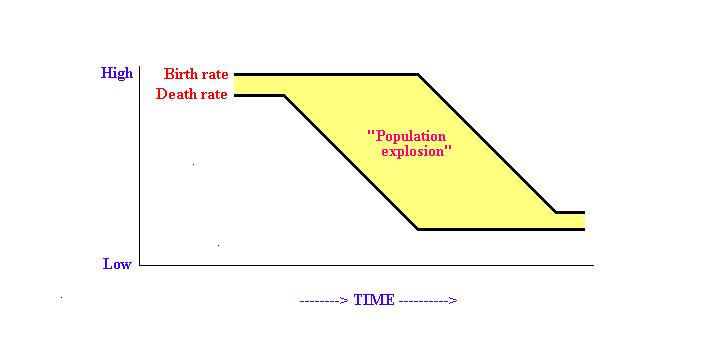 High
Birth rate
Death rate
"Population
explosion"
Low
--------> TIME ---------->